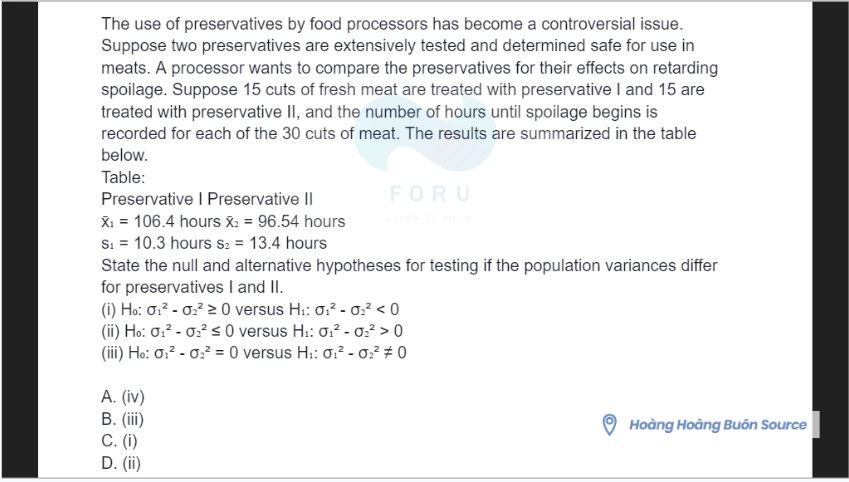 The use of preservatives by food processors has become a controversial issue.
Suppose two preservatives are extensively tested and determined safe for use in
meats. A processor wants to compare the preservatives for their effects on retarding
spoilage. Suppose 15 cuts of fresh meat are treated with preservative I and 15 are
treated with preservative II, and the number of hours until spoilage begins is
recorded for each of the 30 cuts of meat. The results are summarized in the table
below.
Table:
Preservative I Preservative II
FORU
x̄₁ = 106.4 hours x̄₂ = 96.54 hours
s₁ = 10.3 hours s₂ = 13.4 hours
State the null and alternative hypotheses for testing if the population variances differ
for preservatives I and II.
(i) H₀: σ₁² - σ₂² ≥ 0 versus H₁: σ₁² - σ₂² < 0
(ii) H₀: σ₁² - σ₂² ≤ 0 versus H₁: σ₁² - σ₂² > 0
(iii) H₀: σ₁² - σ₂² = 0 versus H₁: σ₁² - σ₂² ≠ 0
A. (iv)
B. (iii)
C. (i)
D. (ii)
Hoàng Hoàng Buôn Source